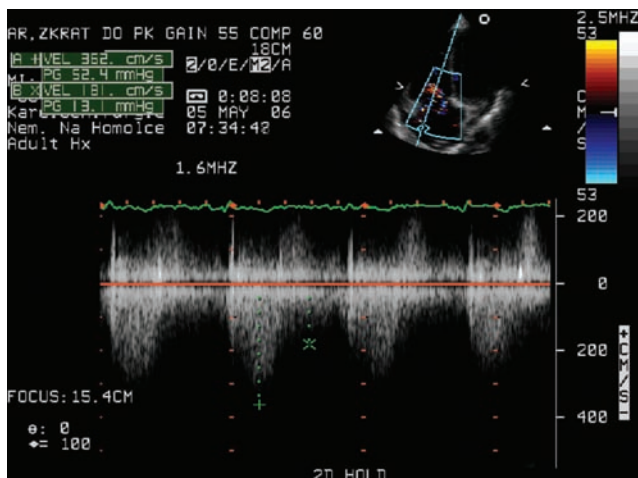 AR,ZKRAT DO PK GAIN 55 COMP 60
18CM
2/0/E/M2/A
A + VEL 362. cm/s
PG 52.4 mmHg
B X VEL 181. cm/s
PG 13.1 mmHg
0:08:08
05 MAY 06
Nem. Na Homolce 07:34:42
Adult Hx
1.6MHZ
2.5MHZ
53
C
M
/
S
53
200
0
200
400
+CM/S-
FOCUS:15.4CM
θ: 0
= 100
2D HOLD